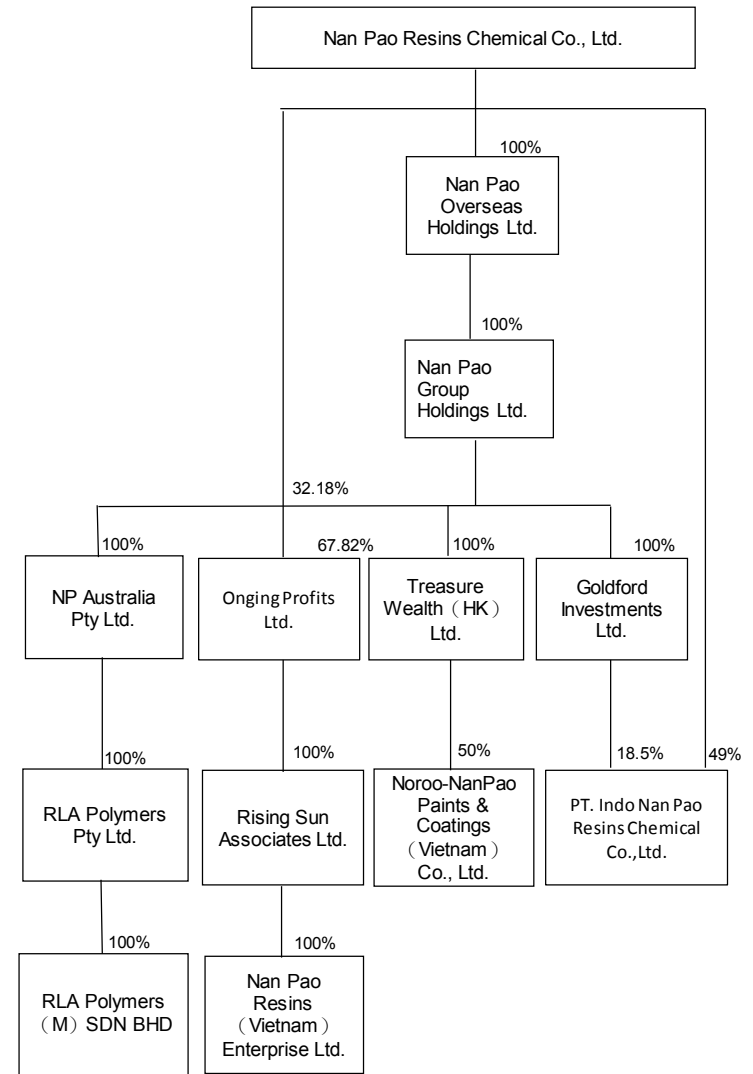 Nan Pao Resins Chemical Co., Ltd.
100%
Nan Pao
Overseas
Holdings Ltd.
100%
Nan Pao
Group
Holdings Ltd.
32.18%
100%
67.82%
100%
100%
NP Australia
Pty Ltd.
Onging Profits
Ltd.
Treasure
Wealth（HK）
Ltd.
Goldford
Investments
Ltd.
100%
100%
50%
18.5%
49%
RLA Polymers
Pty Ltd.
Rising Sun
Associates Ltd.
Noroo-NanPao
Paints &
Coatings
（Vietnam）
Co., Ltd.
PT. Indo Nan Pao
Resins Chemical
Co.,Ltd.
100%
100%
RLA Polymers
（M）SDN BHD
Nan Pao
Resins
（Vietnam）
Enterprise Ltd.